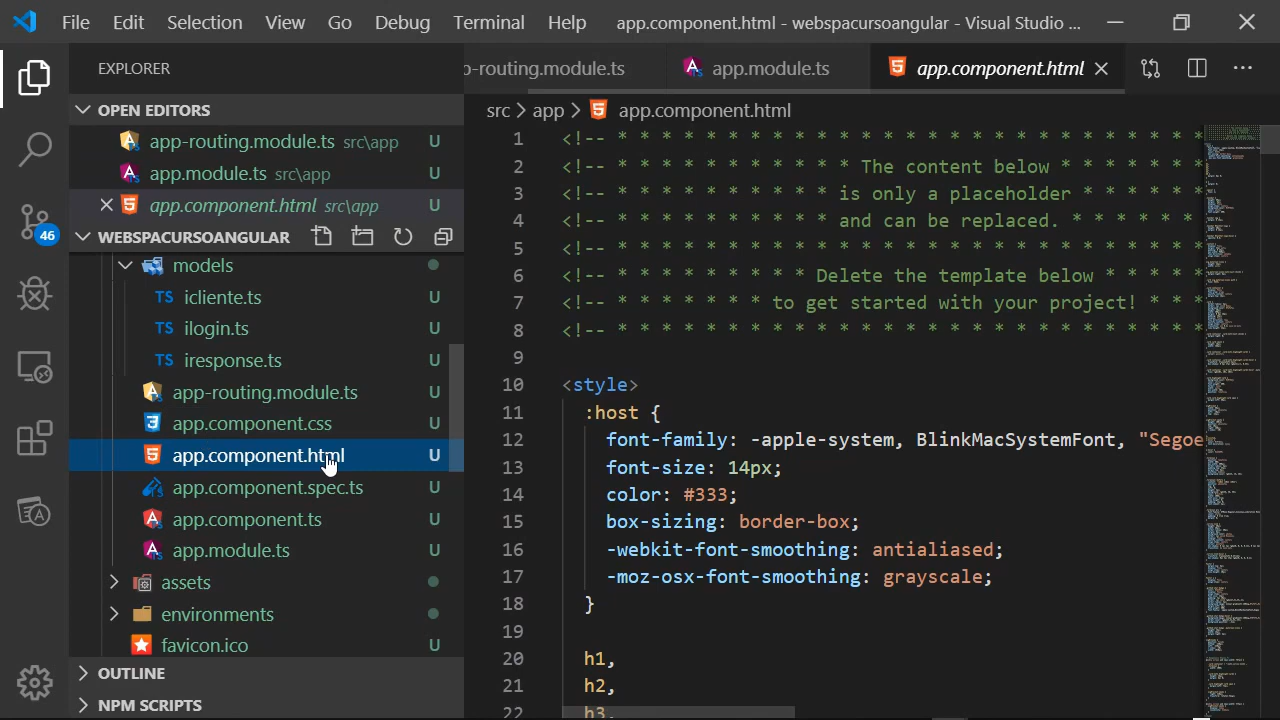 File Edit Selection View Go Debug Terminal Help app.component.html - webspacursoangular - Visual Studio ...
EXPLORER
OPEN EDITORS
app-routing.module.ts src\app U
app.module.ts src\app U
app.component.html src\app U
46
WEBSPACURSOANGULAR
models
TS icliente.ts U
TS ilogin.ts U
TS iresponse.ts U
app-routing.module.ts U
app.component.css U
app.component.html U
app.component.spec.ts U
app.component.ts U
app.module.ts U
assets
environments
favicon.ico U
OUTLINE
NPM SCRIPTS
p-routing.module.ts app.module.ts app.component.html
src > app > app.component.html
1 <!-- * * * * * * * * * * * * * * * * * * * * * * * * * * *
2 <!-- * * * * * * * * * * * The content below * * * * * * *
3 <!-- * * * * * * * * * * is only a placeholder * * * * * *
4 <!-- * * * * * * * * * * and can be replaced. * * * * * *
5 <!-- * * * * * * * * * * * * * * * * * * * * * * * * * * *
6 <!-- * * * * * * * * * Delete the template below * * * * *
7 <!-- * * * * * * * to get started with your project! * * *
8 <!-- * * * * * * * * * * * * * * * * * * * * * * * * * * *
9
10 <style>
11 :host {
12 font-family: -apple-system, BlinkMacSystemFont, "Segoe
13 font-size: 14px;
14 color: #333;
15 box-sizing: border-box;
16 -webkit-font-smoothing: antialiased;
17 -moz-osx-font-smoothing: grayscale;
18 }
19
20 h1,
21 h2,
22 h3,